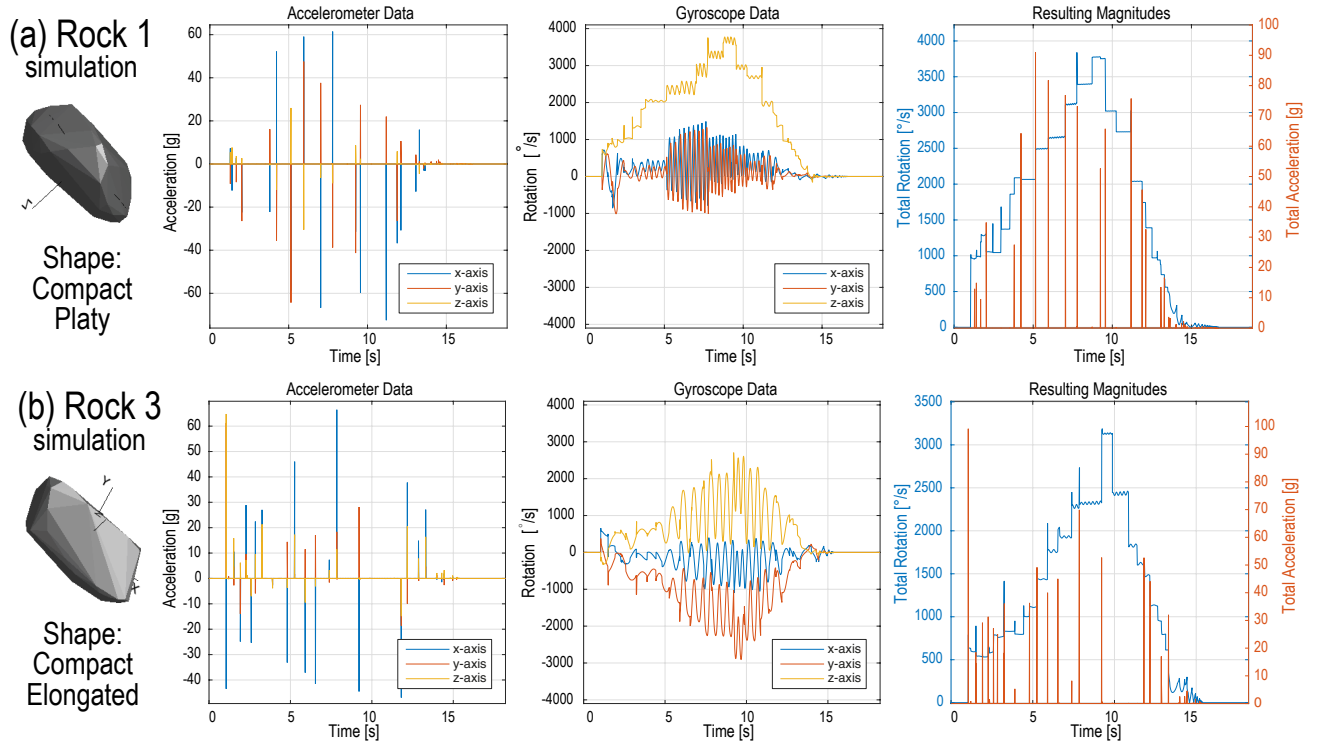 (a) Rock 1
simulation
Shape:
Compact
Platy
Accelerometer Data
Acceleration [g]
60
40
20
0
-20
-40
-60
0 5 10 15
Time [s]
x-axis
y-axis
z-axis
Gyroscope Data
Rotation [°/s]
4000
3000
2000
1000
0
-1000
-2000
-3000
-4000
0 5 10 15
Time [s]
x-axis
y-axis
z-axis
Resulting Magnitudes
Total Rotation [°/s]
4000
3500
3000
2500
2000
1500
1000
500
0
0 5 10 15
Time [s]
Total Acceleration [g]
100
90
80
70
60
50
40
30
20
10
0
(b) Rock 3
simulation
Y
X
Shape:
Compact
Elongated
Accelerometer Data
Acceleration [g]
60
50
40
30
20
10
0
-10
-20
-30
-40
0 5 10 15
Time [s]
x-axis
y-axis
z-axis
Gyroscope Data
Rotation [°/s]
4000
3000
2000
1000
0
-1000
-2000
-3000
-4000
0 5 10 15
Time [s]
x-axis
y-axis
z-axis
Resulting Magnitudes
Total Rotation [°/s]
3500
3000
2500
2000
1500
1000
500
0
0 5 10 15
Time [s]
Total Acceleration [g]
100
90
80
70
60
50
40
30
20
10
0